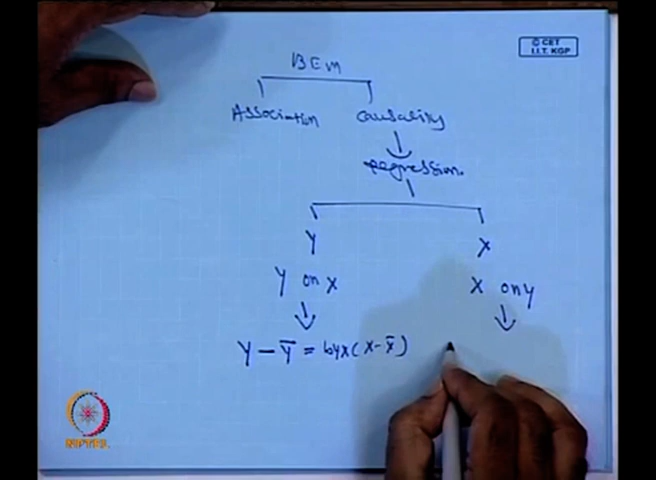 © CET
I.I.T. KGP
BEM
Association Causality
Regression.
Y X
Y on X X on Y
Y - Ȳ = byx (X - X̄)
NPTEL